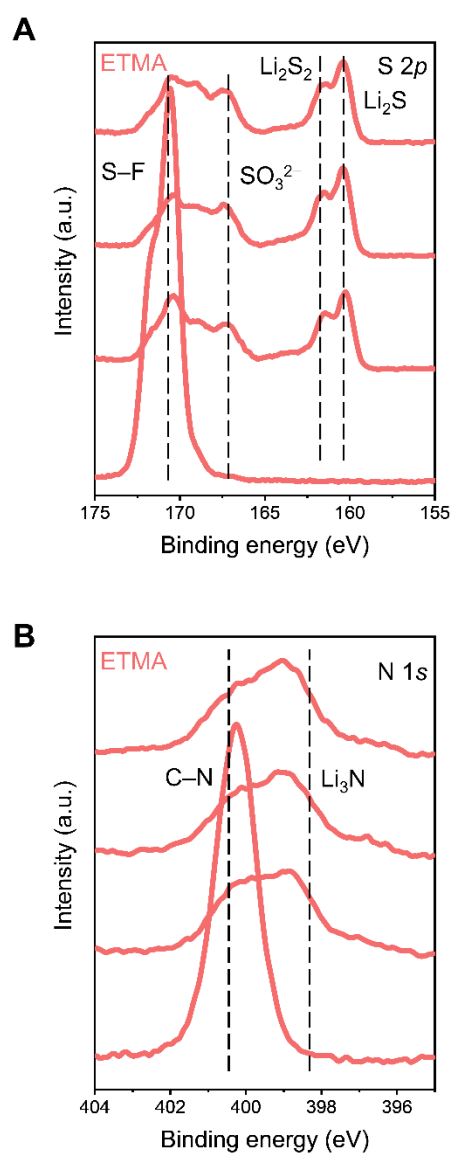 A
ETMA
Li₂S₂
S 2p
Li₂S
S–F
SO₃²⁻
Intensity (a.u.)
175 170 165 160 155
Binding energy (eV)
B
ETMA
N 1s
C–N
Li₃N
Intensity (a.u.)
404 402 400 398 396
Binding energy (eV)